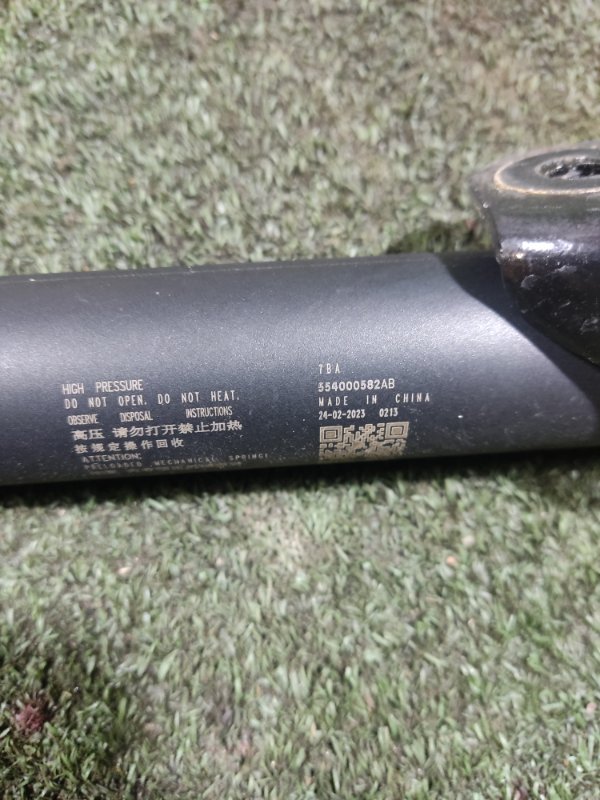 HIGH PRESSURE
DO NOT OPEN. DO NOT HEAT.
OBSERVE DISPOSAL INSTRUCTIONS
高压 请勿打开禁止加热
按规定操作回收
ATTENTION:
MECHANICAL SPRING!
7BA
554000582AB
MADE IN CHINA
24-02-2023 0213